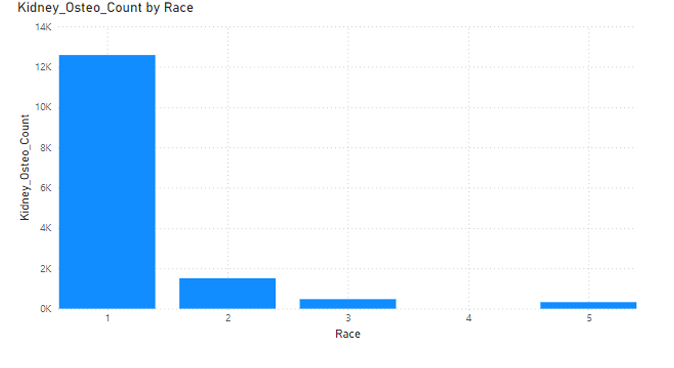 Kidney_Osteo_Count by Race
14K
12K
10K
8K
6K
4K
2K
0K
Kidney_Osteo_Count
1 2 3 4 5
Race